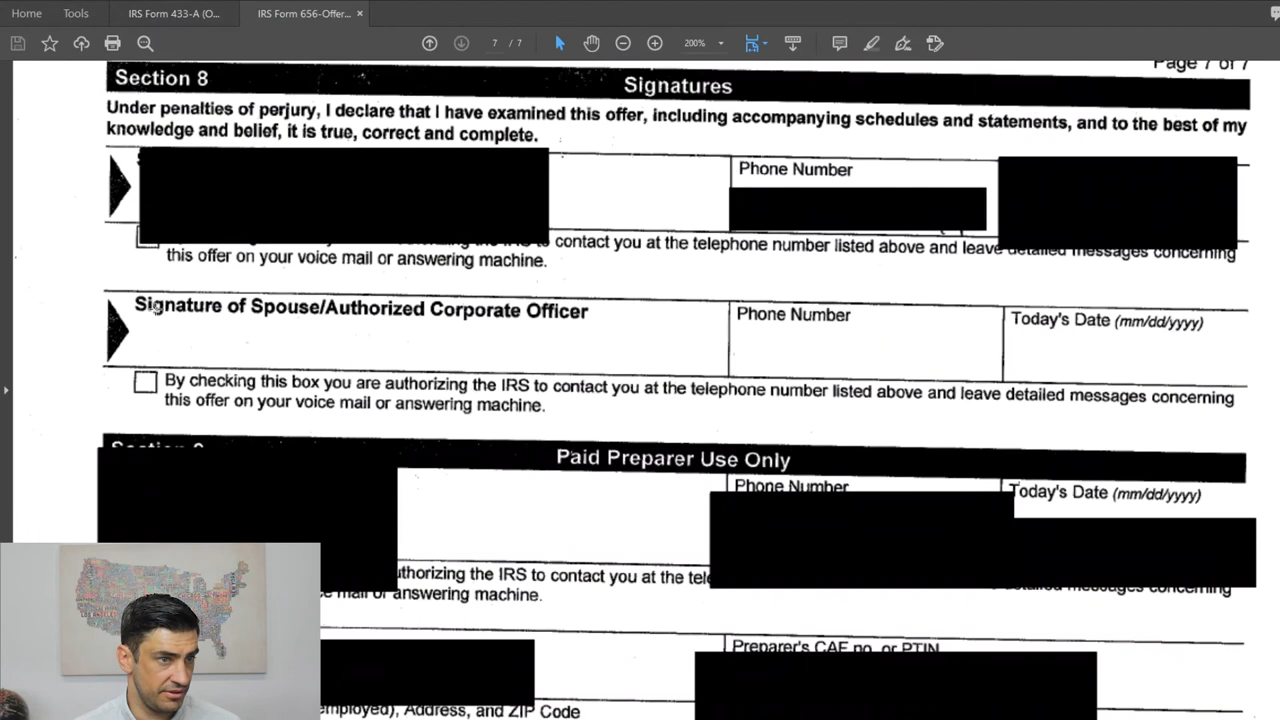 Home Tools IRS Form 433-A (O... IRS Form 656-Offer... ×
7 / 7 200%
Page 7 of 7
Section 8 Signatures
Under penalties of perjury, I declare that I have examined this offer, including accompanying schedules and statements, and to the best of my
knowledge and belief, it is true, correct and complete.
Phone Number
the IRS to contact you at the telephone number listed above and leave detailed messages concerning
this offer on your voice mail or answering machine.
Signature of Spouse/Authorized Corporate Officer Phone Number Today's Date (mm/dd/yyyy)
By checking this box you are authorizing the IRS to contact you at the telephone number listed above and leave detailed messages concerning
this offer on your voice mail or answering machine.
Paid Preparer Use Only
Phone Number Today's Date (mm/dd/yyyy)
the IRS to contact you at the detailed messages concerning
mail or answering machine.
Preparer's CAF no. or PTIN
Address, and ZIP Code